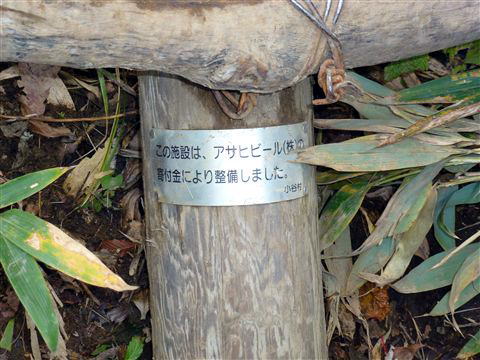 この施設は、アサヒビール(株)の
寄付金により整備しました。
小谷村